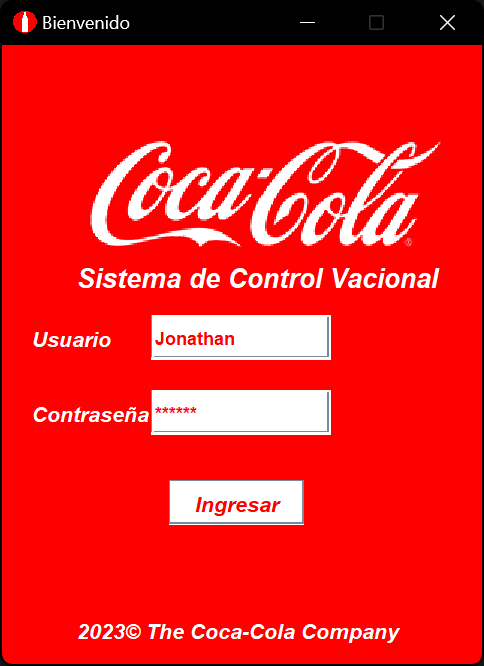 Bienvenido
Coca-Cola
Sistema de Control Vacional
Usuario
Jonathan
Contraseña
******
Ingresar
2023© The Coca-Cola Company